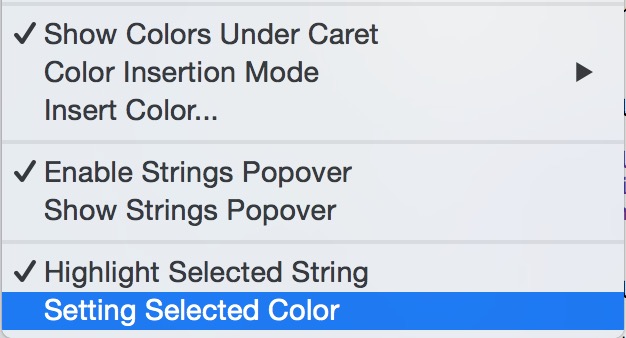 ✓ Show Colors Under Caret
Color Insertion Mode ▶
Insert Color...
✓ Enable Strings Popover
Show Strings Popover
✓ Highlight Selected String
Setting Selected Color